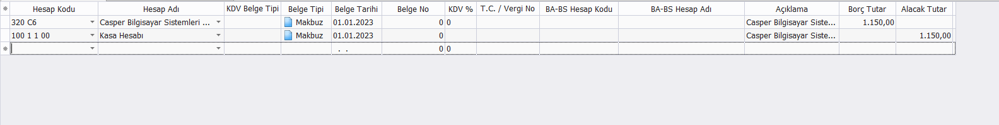 Hesap Kodu Hesap Adı KDV Belge Tipi Belge Tipi Belge Tarihi Belge No KDV % T.C. / Vergi No BA-BS Hesap Kodu BA-BS Hesap Adı Açıklama Borç Tutar Alacak Tutar
320 C6 Casper Bilgisayar Sistemleri ... Makbuz 01.01.2023 0 0 Casper Bilgisayar Siste... 1.150,00
100 1 1 00 Kasa Hesabı Makbuz 01.01.2023 0 Casper Bilgisayar Siste... 1.150,00
. . 0 0